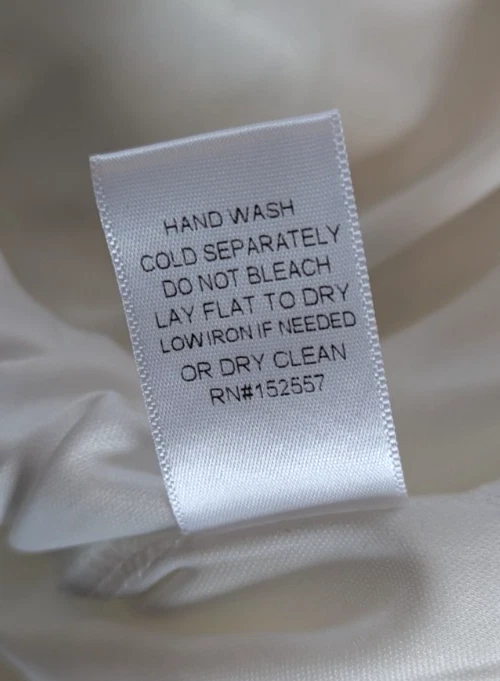 HAND WASH
COLD SEPARATELY
DO NOT BLEACH
LAY FLAT TO DRY
LOW IRON IF NEEDED
OR DRY CLEAN
RN#152557